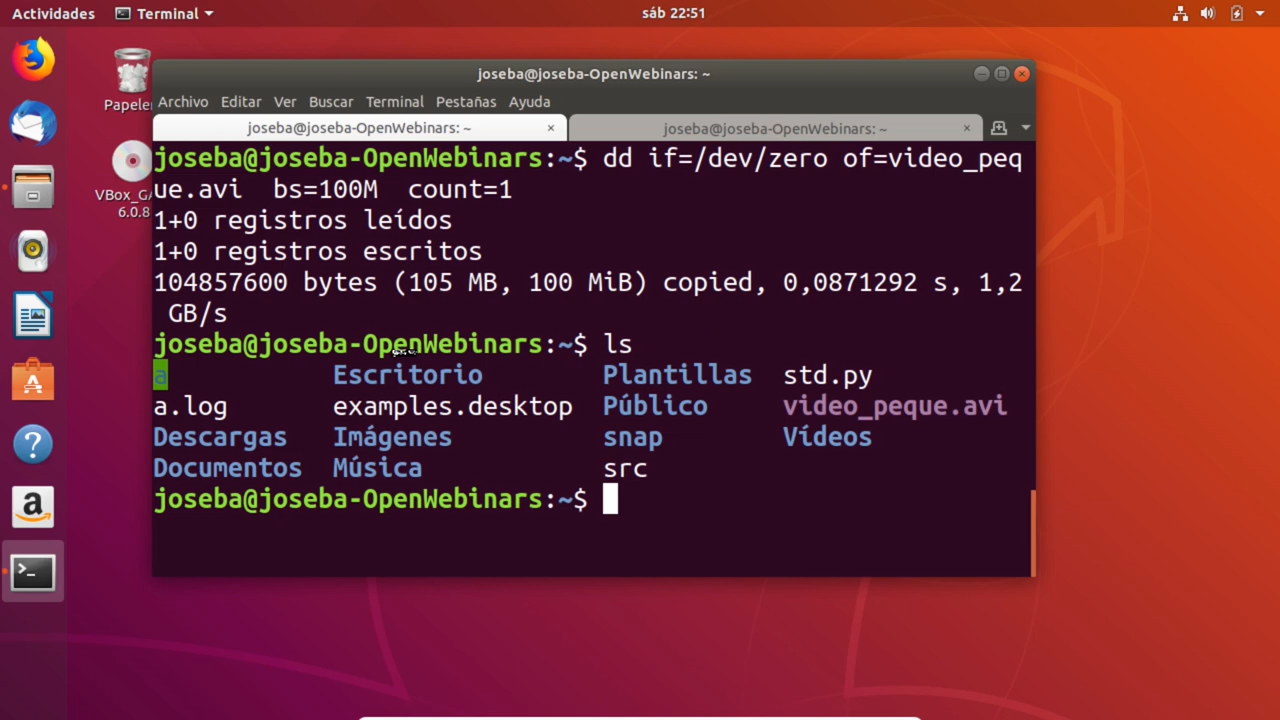 Actividades Terminal sáb 22:51
joseba@joseba-OpenWebinars: ~
Archivo Editar Ver Buscar Terminal Pestañas Ayuda
joseba@joseba-OpenWebinars: ~ × joseba@joseba-OpenWebinars: ~ ×
Papeler
VBox_GA
6.0.8
joseba@joseba-OpenWebinars:~$ dd if=/dev/zero of=video_peq
ue.avi  bs=100M  count=1
1+0 registros leídos
1+0 registros escritos
104857600 bytes (105 MB, 100 MiB) copied, 0,0871292 s, 1,2
 GB/s
joseba@joseba-OpenWebinars:~$ ls
a Escritorio Plantillas std.py
a.log examples.desktop Público video_peque.avi
Descargas Imágenes snap Vídeos
Documentos Música src
joseba@joseba-OpenWebinars:~$